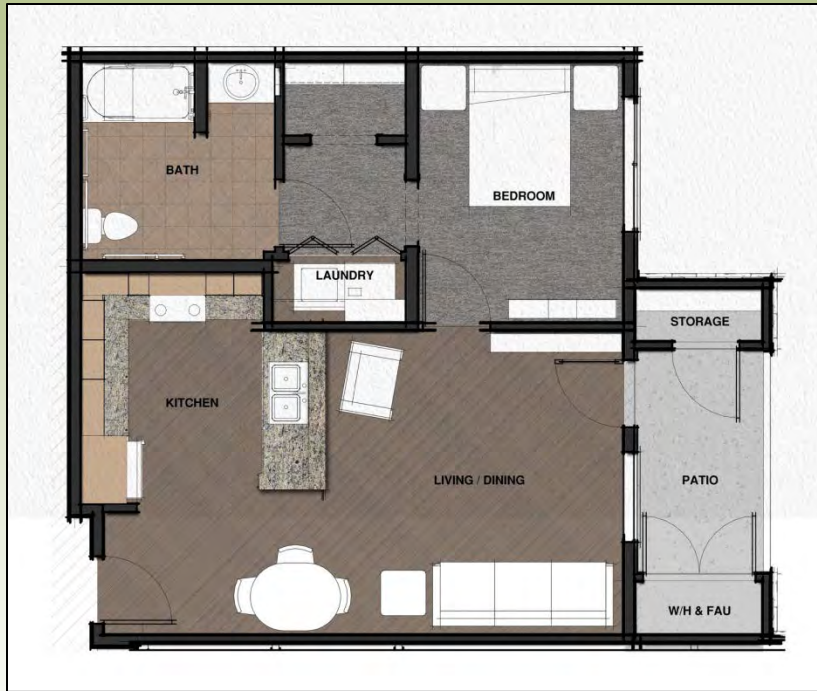 BATH
BEDROOM
LAUNDRY
STORAGE
KITCHEN
LIVING / DINING
PATIO
W/H & FAU